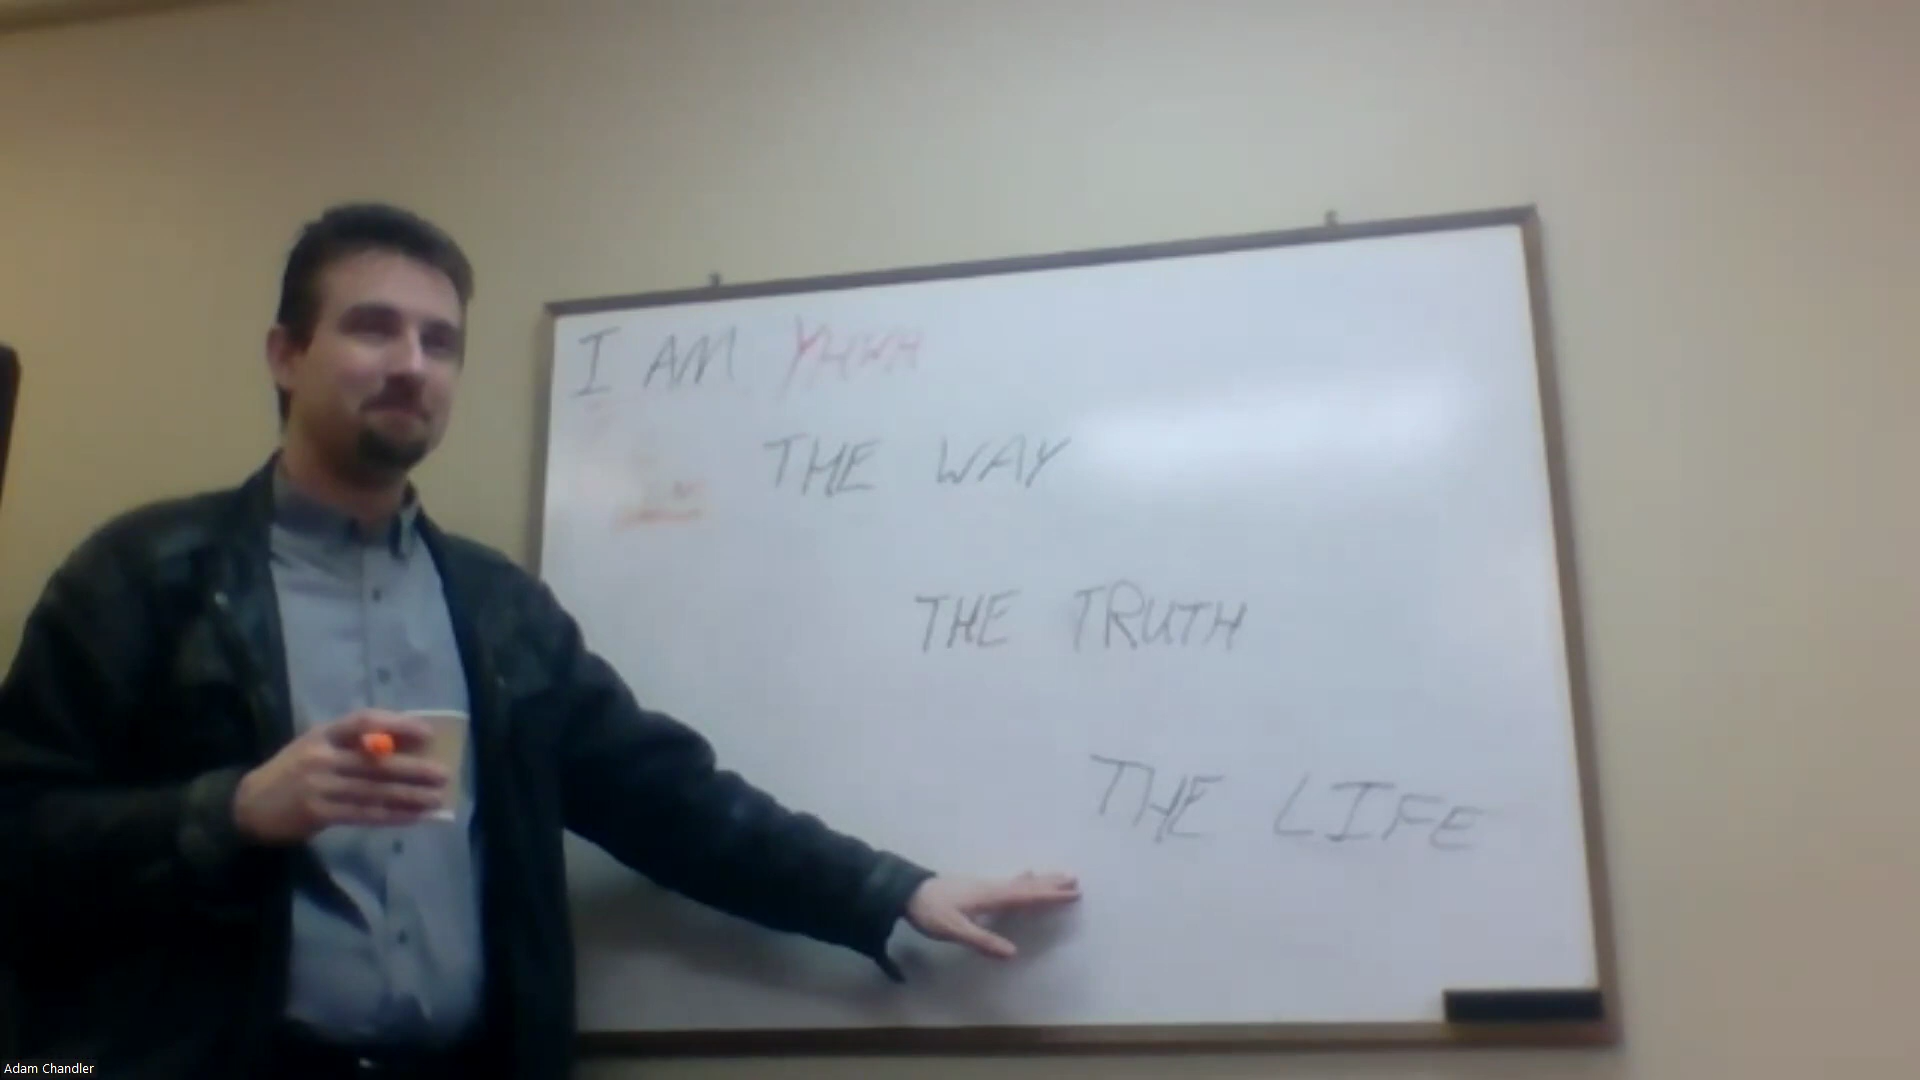 I AM YHWH
THE WAY
THE TRUTH
THE LIFE
Adam Chandler